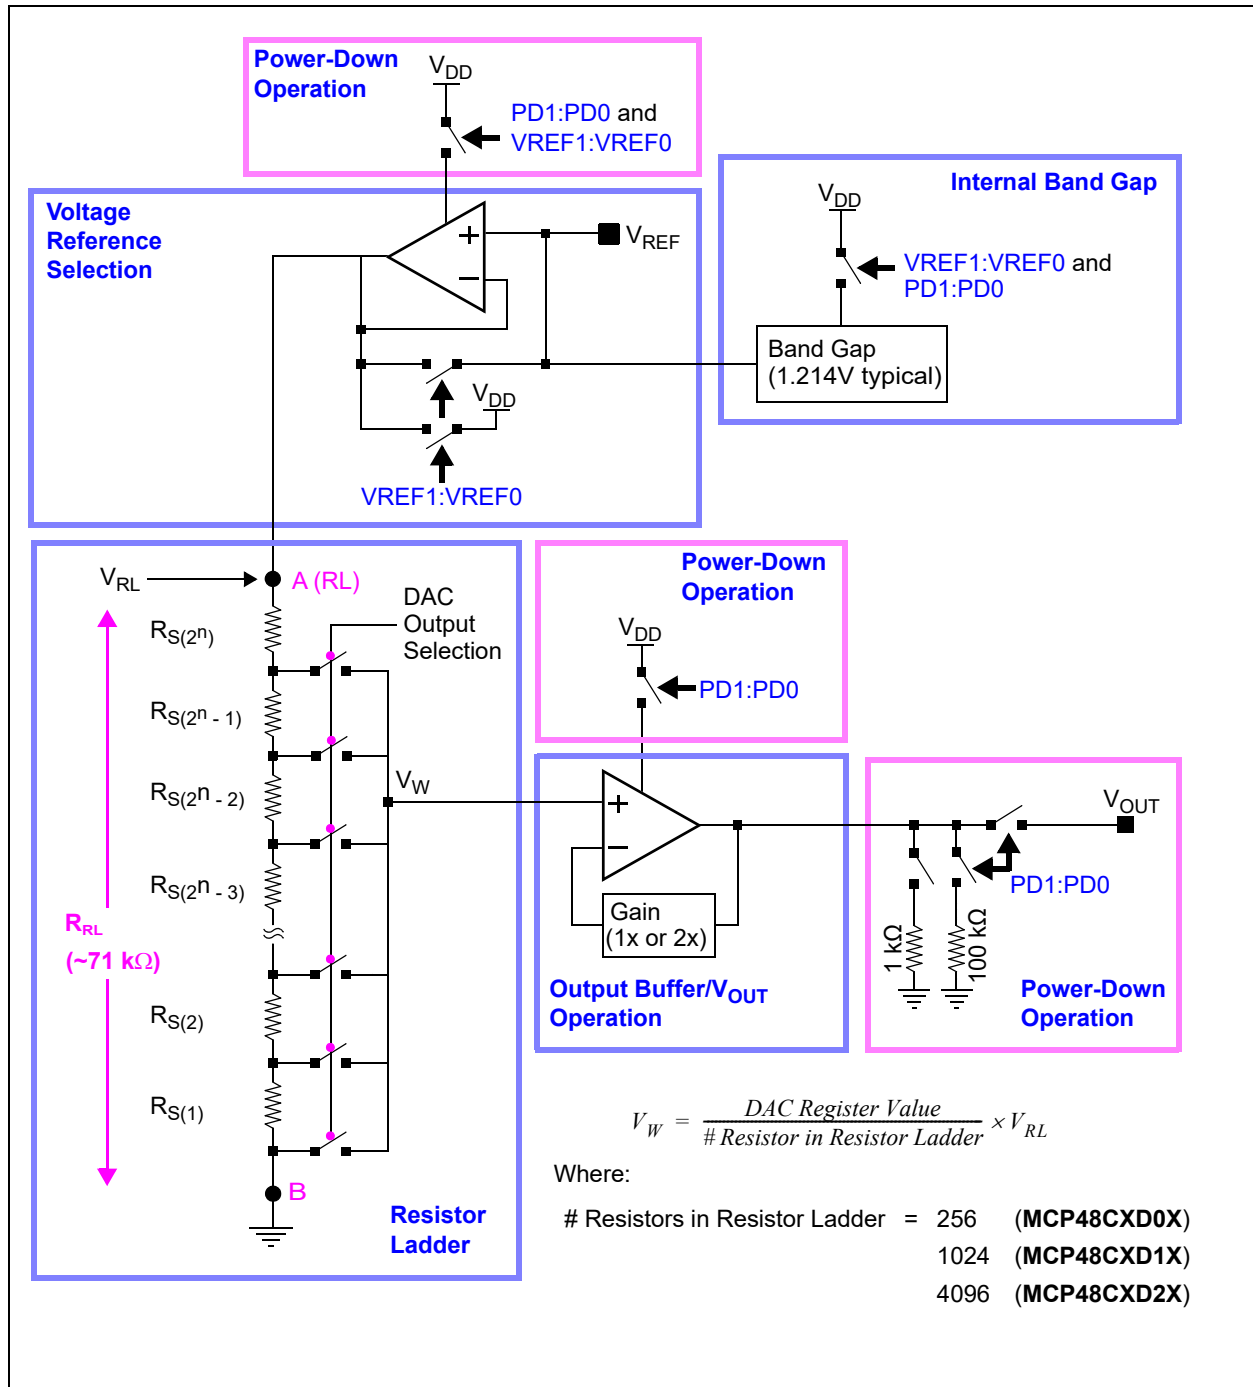 Power-Down
Operation
VDD
PD1:PD0 and
VREF1:VREF0
Internal Band Gap
VDD
VREF1:VREF0 and
PD1:PD0
Band Gap
(1.214V typical)
Voltage
Reference
Selection
+
−
VREF
VDD
VREF1:VREF0
VRL
A (RL)
DAC
Output
Selection
RS(2^n)
RS(2^n - 1)
RS(2^n - 2)
RS(2^n - 3)
RRL
(~71 kΩ)
RS(2)
RS(1)
VW
B
Resistor
Ladder
Power-Down
Operation
VDD
PD1:PD0
+
−
Gain
(1x or 2x)
Output Buffer/VOUT
Operation
VOUT
PD1:PD0
1 kΩ
100 kΩ
Power-Down
Operation
VW = DAC Register Value / # Resistor in Resistor Ladder × VRL
Where:
# Resistors in Resistor Ladder = 256 (MCP48CXD0X)
1024 (MCP48CXD1X)
4096 (MCP48CXD2X)